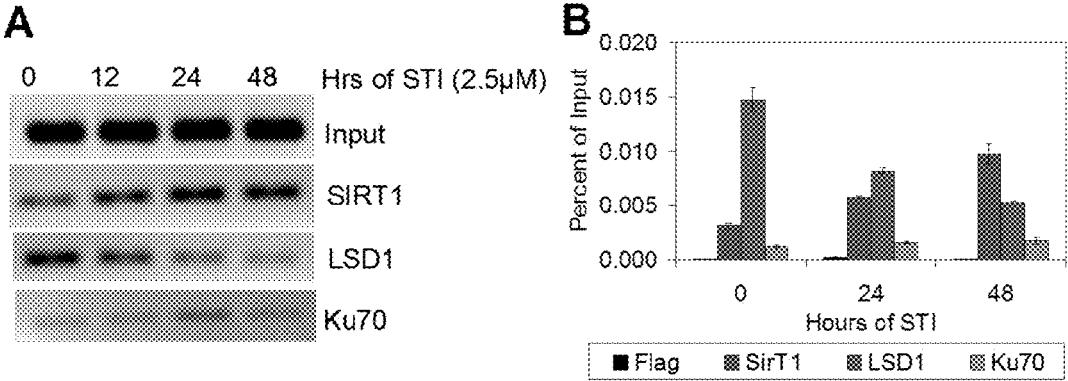 A
0 12 24 48 Hrs of STI (2.5µM)
Input
SIRT1
LSD1
Ku70
B
Percent of Input
0.020
0.015
0.010
0.005
0.000
0 24 48
Hours of STI
Flag SirT1 LSD1 Ku70